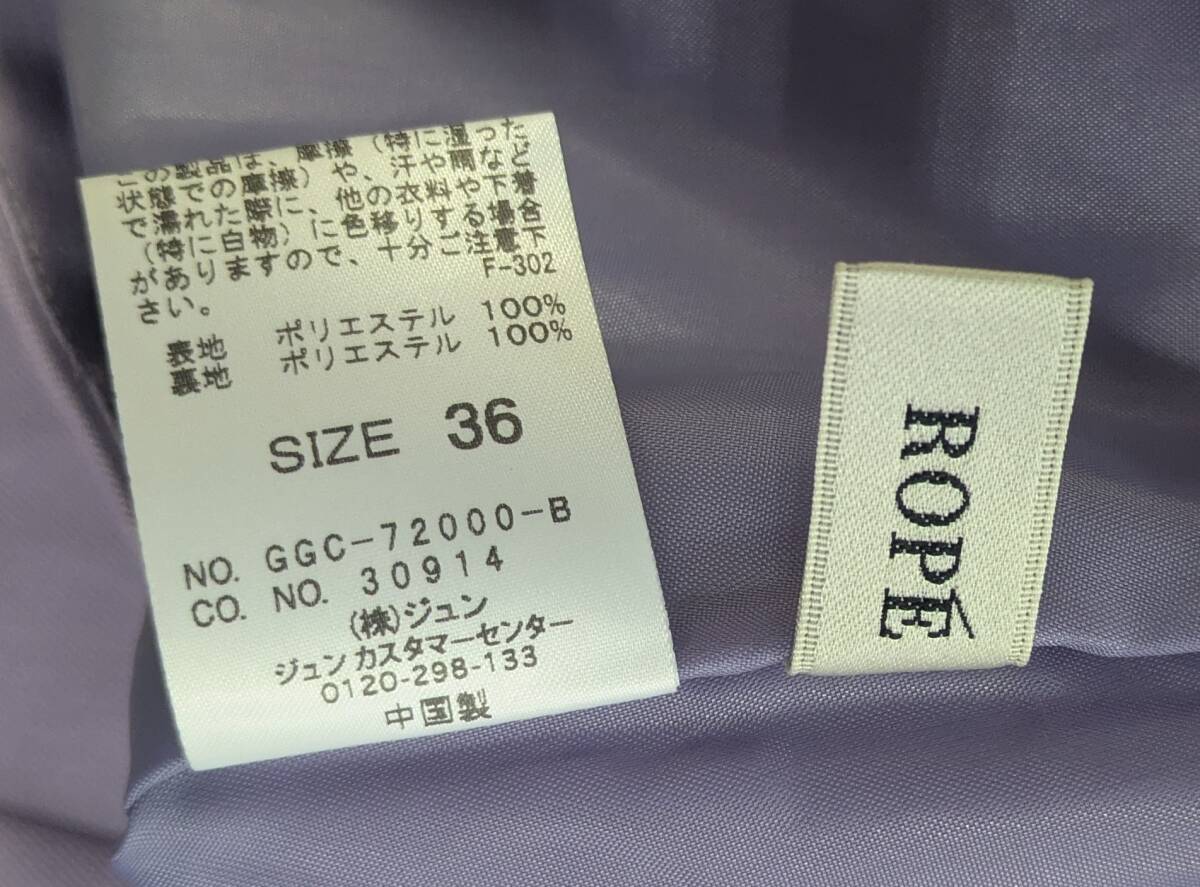 この製品は、摩擦（特に湿った
状態での摩擦）や、汗や雨など
で濡れた際に、他の衣料や下着
（特に白物）に色移りする場合
がありますので、十分ご注意下
さい。
F-302
表地 ポリエステル 100%
裏地 ポリエステル 100%
SIZE 36
NO. GGC-72000-B
CO. NO. 30914
(株)ジュン
ジュンカスタマーセンター
0120-298-133
中国製
ROPÉ